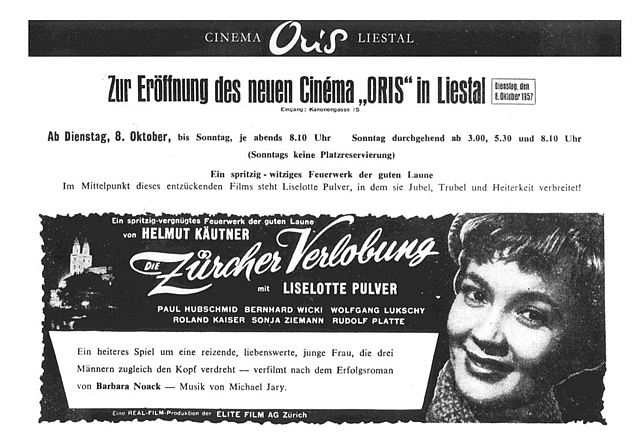 CINEMA Oris LIESTAL
Zur Eröffnung des neuen Cinéma „ORIS“ in Liestal
Dienstag, den
8. Oktober 1957
Eingang: Kanonengasse 15
Ab Dienstag, 8. Oktober, bis Sonntag, je abends 8.10 Uhr Sonntag durchgehend ab 3.00, 5.30 und 8.10 Uhr
(Sonntags keine Platzreservierung)
Ein spritzig - witziges Feuerwerk der guten Laune
Im Mittelpunkt dieses entzückenden Films steht Liselotte Pulver, in dem sie Jubel, Trubel und Heiterkeit verbreitet!
Ein spritzig-vergnügtes Feuerwerk der guten Laune
von HELMUT KÄUTNER
DIE Zürcher Verlobung
mit LISELOTTE PULVER
PAUL HUBSCHMID BERNHARD WICKI WOLFGANG LUKSCHY
ROLAND KAISER SONJA ZIEMANN RUDOLF PLATTE
Ein heiteres Spiel um eine reizende, liebenswerte, junge Frau, die drei
Männern zugleich den Kopf verdreht — verfilmt nach dem Erfolgsroman
von Barbara Noack — Musik von Michael Jary.
Eine REAL-FILM-Produktion der ELITE FILM AG Zürich